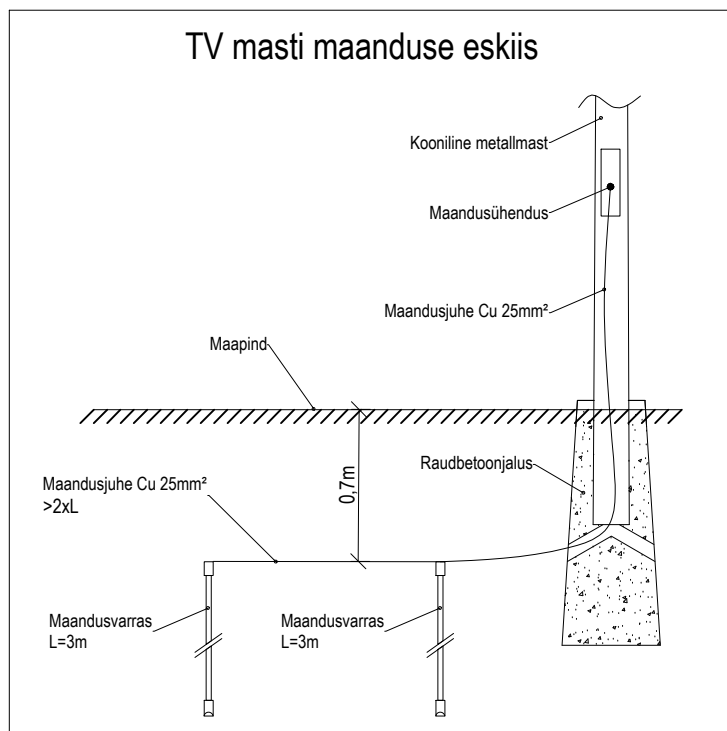 TV masti maanduse eskiis
Kooniline metallmast
Maandusühendus
Maandusjuhe Cu 25mm²
Maapind
0,7m
Raudbetoonjalus
Maandusjuhe Cu 25mm²
>2xL
Maandusvarras
L=3m
Maandusvarras
L=3m